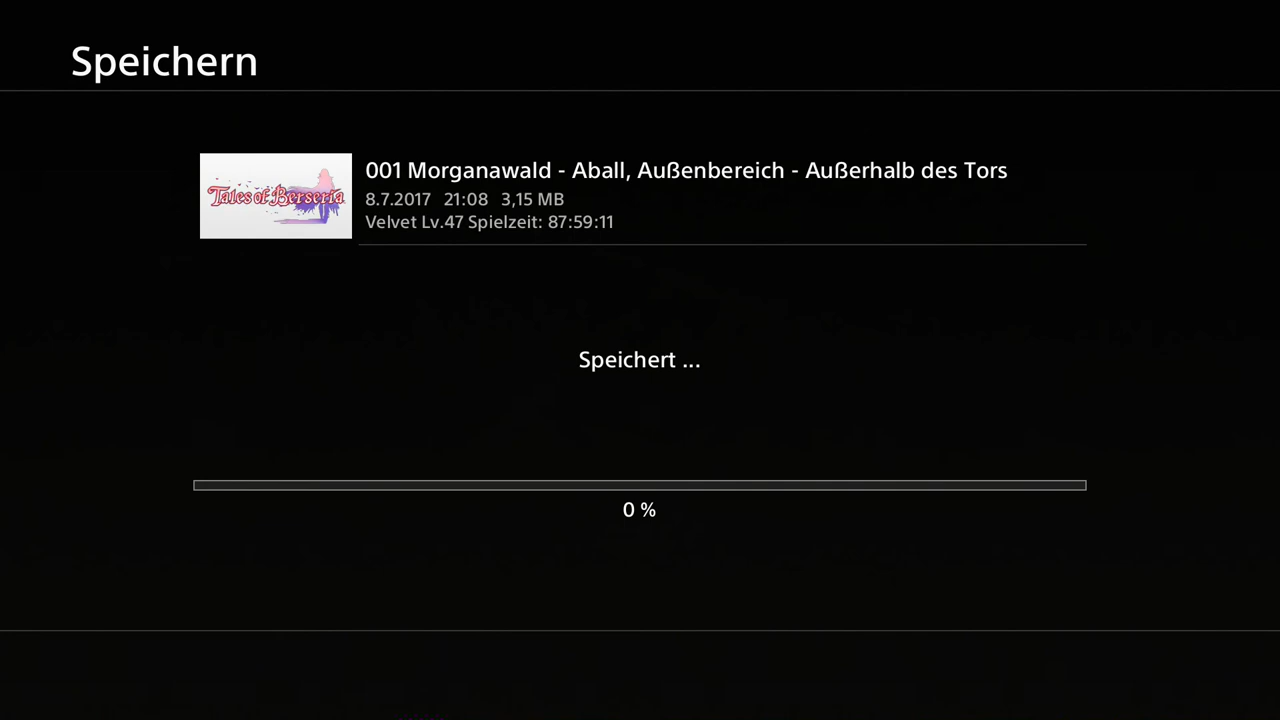 Speichern
Tales of Berseria
001 Morganawald - Aball, Außenbereich - Außerhalb des Tors
8.7.2017 21:08 3,15 MB
Velvet Lv.47 Spielzeit: 87:59:11
Speichert ...
0 %